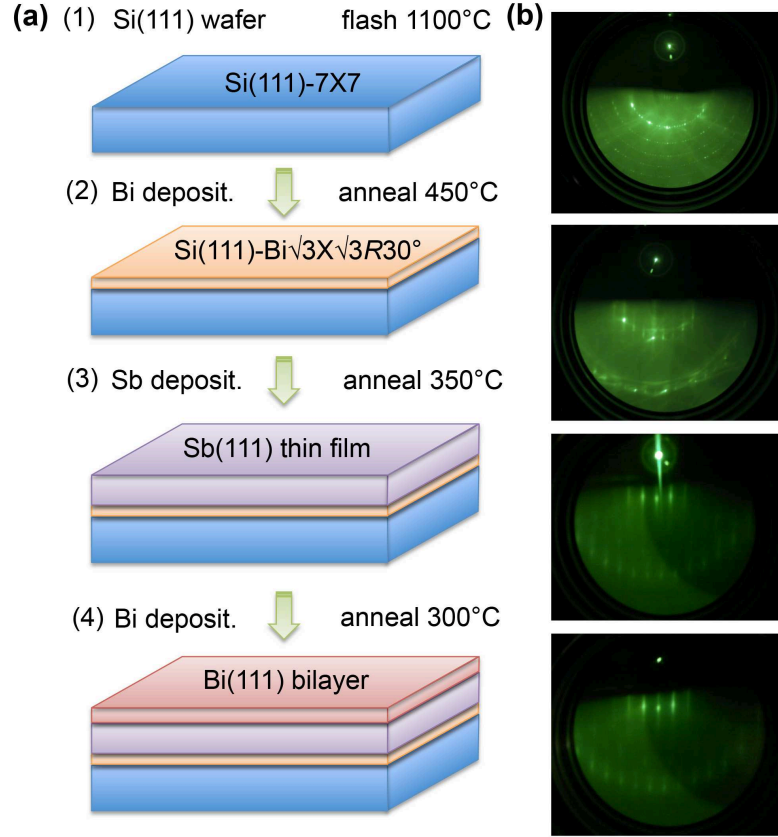 (a) (1) Si(111) wafer flash 1100°C (b)
Si(111)-7X7
(2) Bi deposit. anneal 450°C
Si(111)-Bi√3X√3R30°
(3) Sb deposit. anneal 350°C
Sb(111) thin film
(4) Bi deposit. anneal 300°C
Bi(111) bilayer